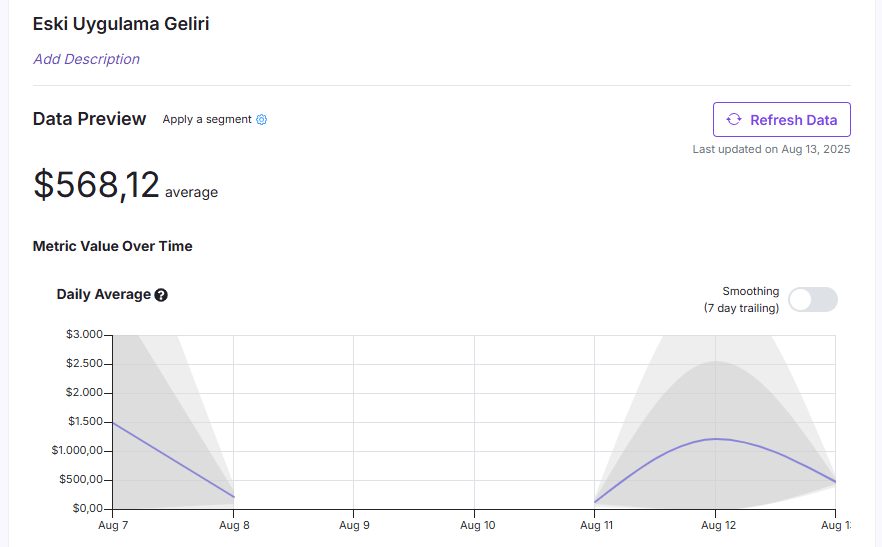 Eski Uygulama Geliri
Add Description
Data Preview Apply a segment
Refresh Data
Last updated on Aug 13, 2025
$568,12 average
Metric Value Over Time
Daily Average ?
Smoothing
(7 day trailing)
$3.000
$2.500
$2.000
$1.500
$1.000,00
$500,00
$0,00
Aug 7 Aug 8 Aug 9 Aug 10 Aug 11 Aug 12 Aug